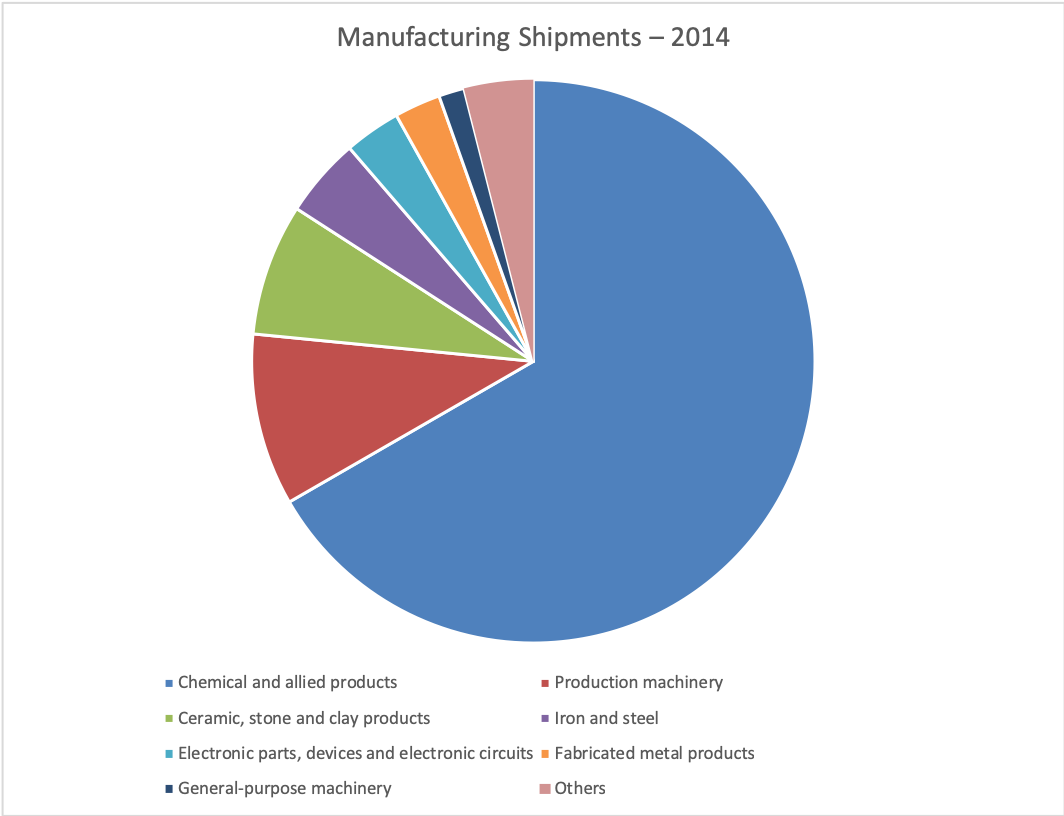 Manufacturing Shipments – 2014
Chemical and allied products
Production machinery
Ceramic, stone and clay products
Iron and steel
Electronic parts, devices and electronic circuits
Fabricated metal products
General-purpose machinery
Others